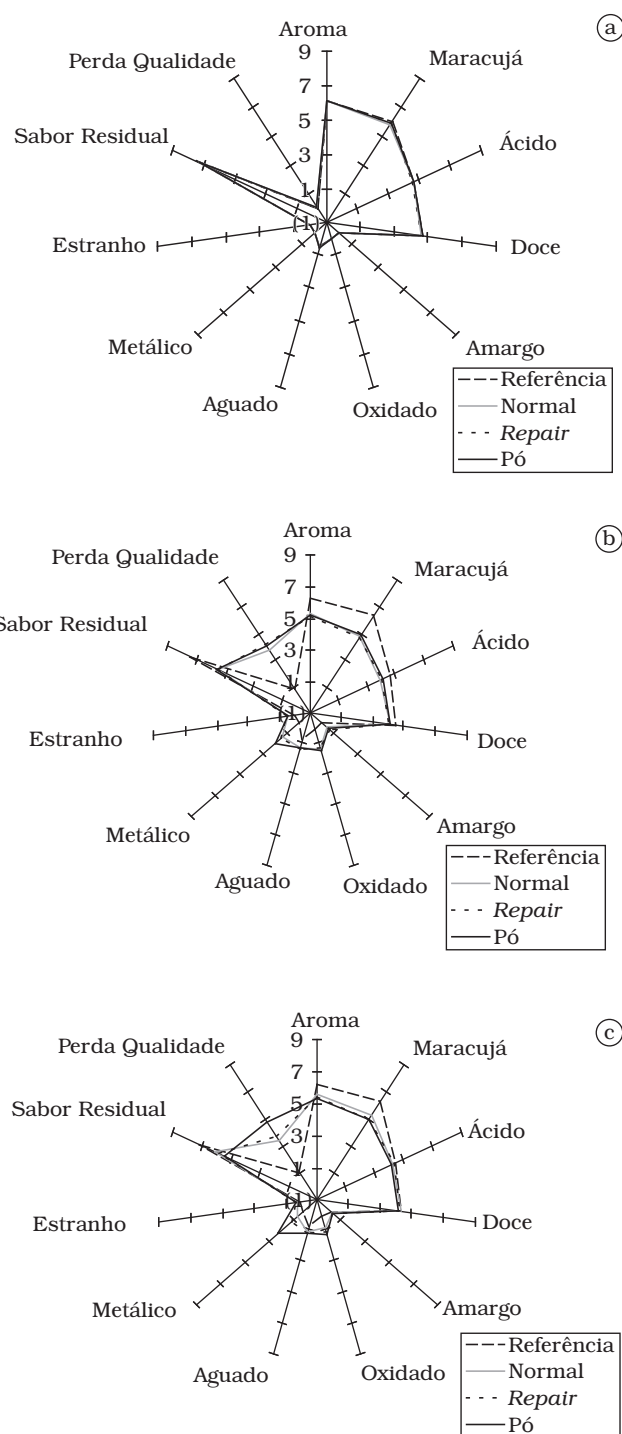 a
Aroma
9
7
5
3
1
(-1)
Perda Qualidade
Maracujá
Sabor Residual
Ácido
Estranho
Doce
Metálico
Amargo
Aguado
Oxidado
Referência
Normal
Repair
Pó
b
Aroma
9
7
5
3
1
(-1)
Perda Qualidade
Maracujá
Sabor Residual
Ácido
Estranho
Doce
Metálico
Amargo
Aguado
Oxidado
Referência
Normal
Repair
Pó
c
Aroma
9
7
5
3
1
(-1)
Perda Qualidade
Maracujá
Sabor Residual
Ácido
Estranho
Doce
Metálico
Amargo
Aguado
Oxidado
Referência
Normal
Repair
Pó